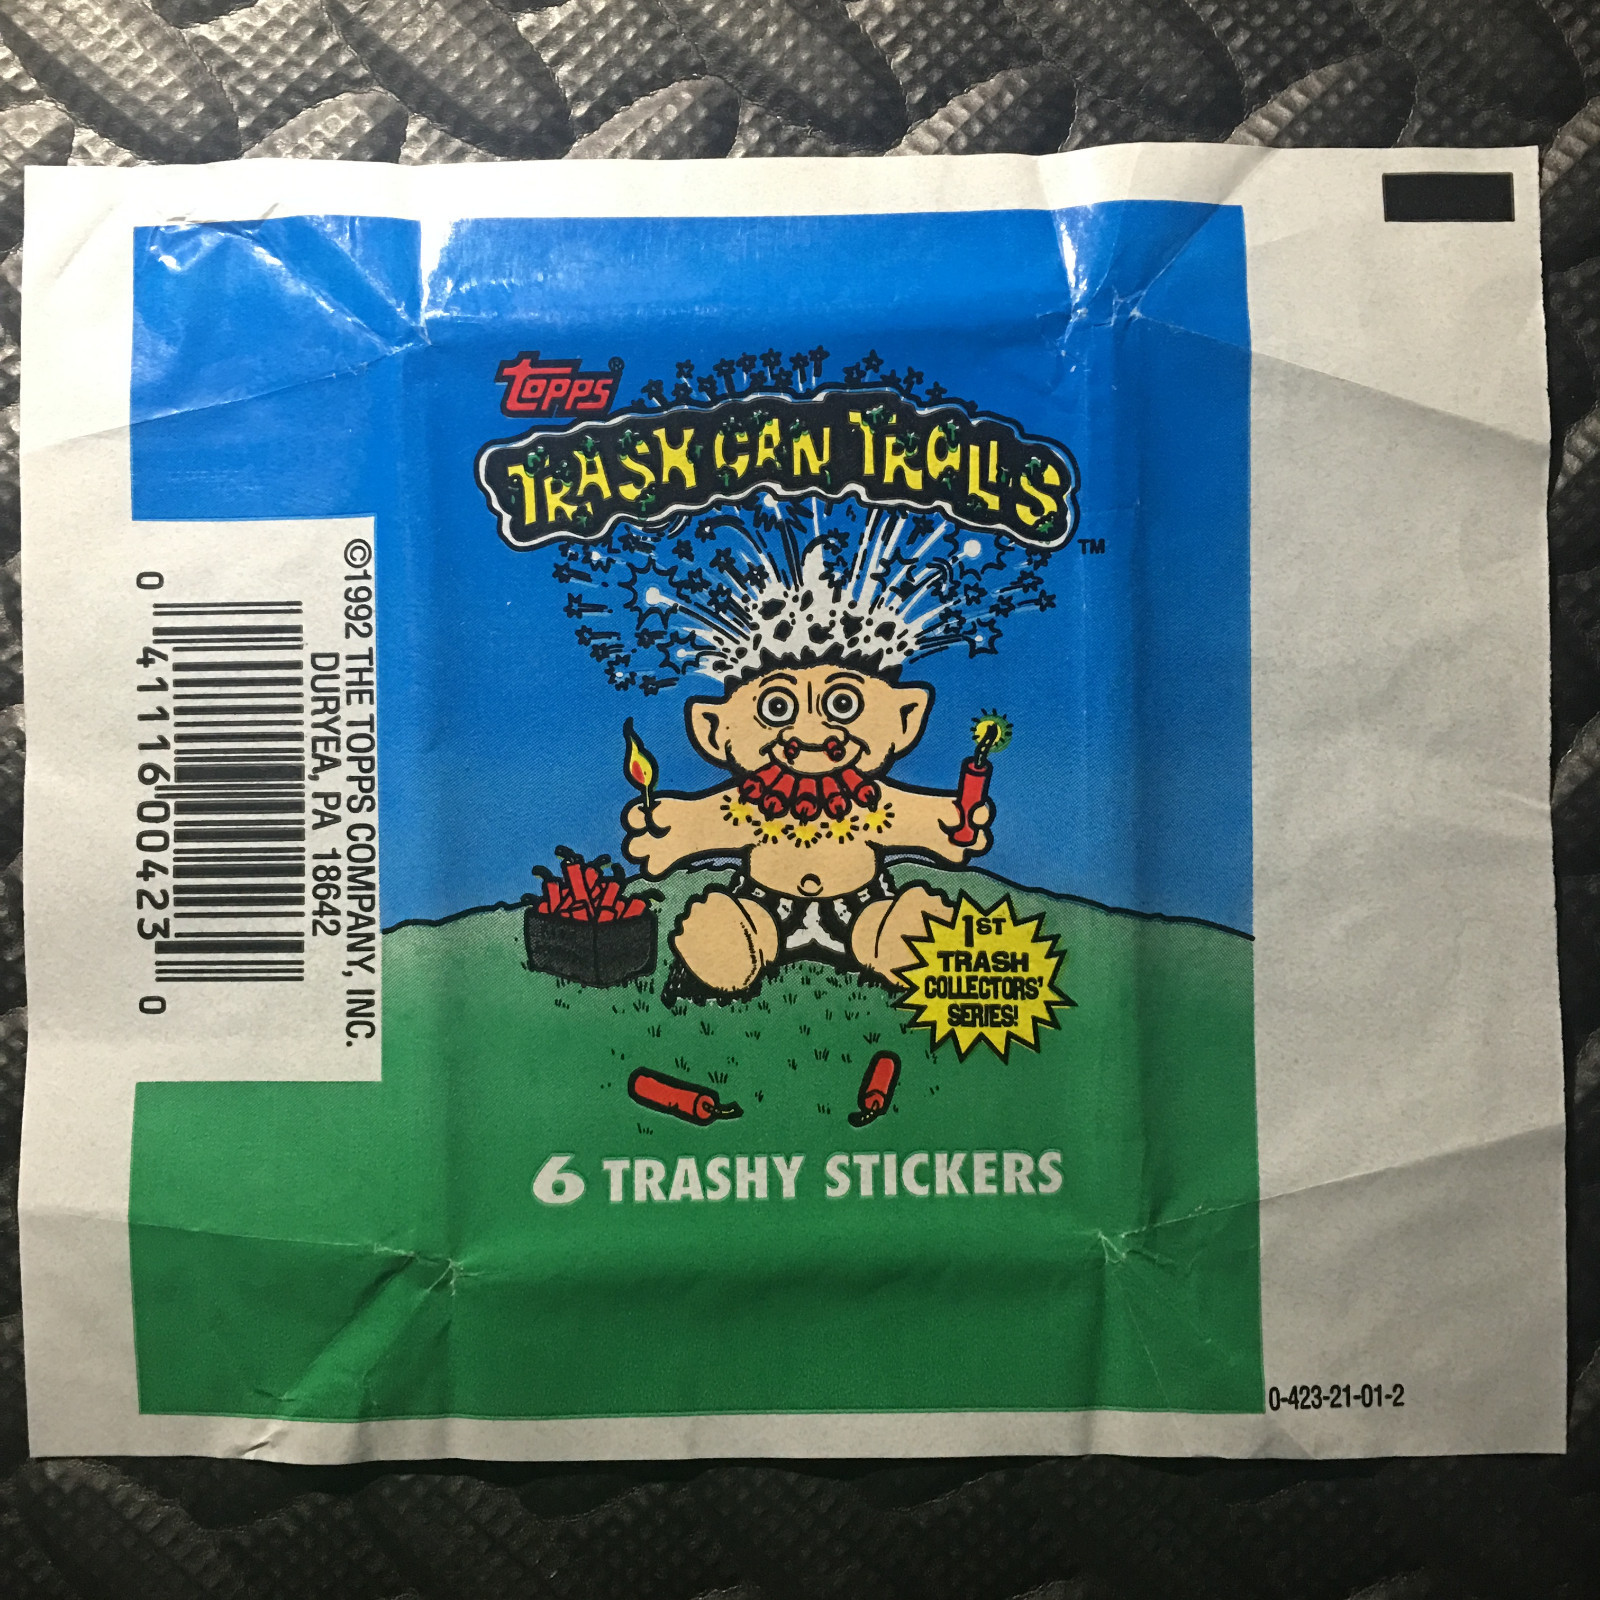 topps®
TRASH CAN TROLLS
TM
1ST
TRASH
COLLECTORS'
SERIES!
6 TRASHY STICKERS
©1992 THE TOPPS COMPANY, INC.
DURYEA, PA 18642
0 41116 00423 0
0-423-21-01-2